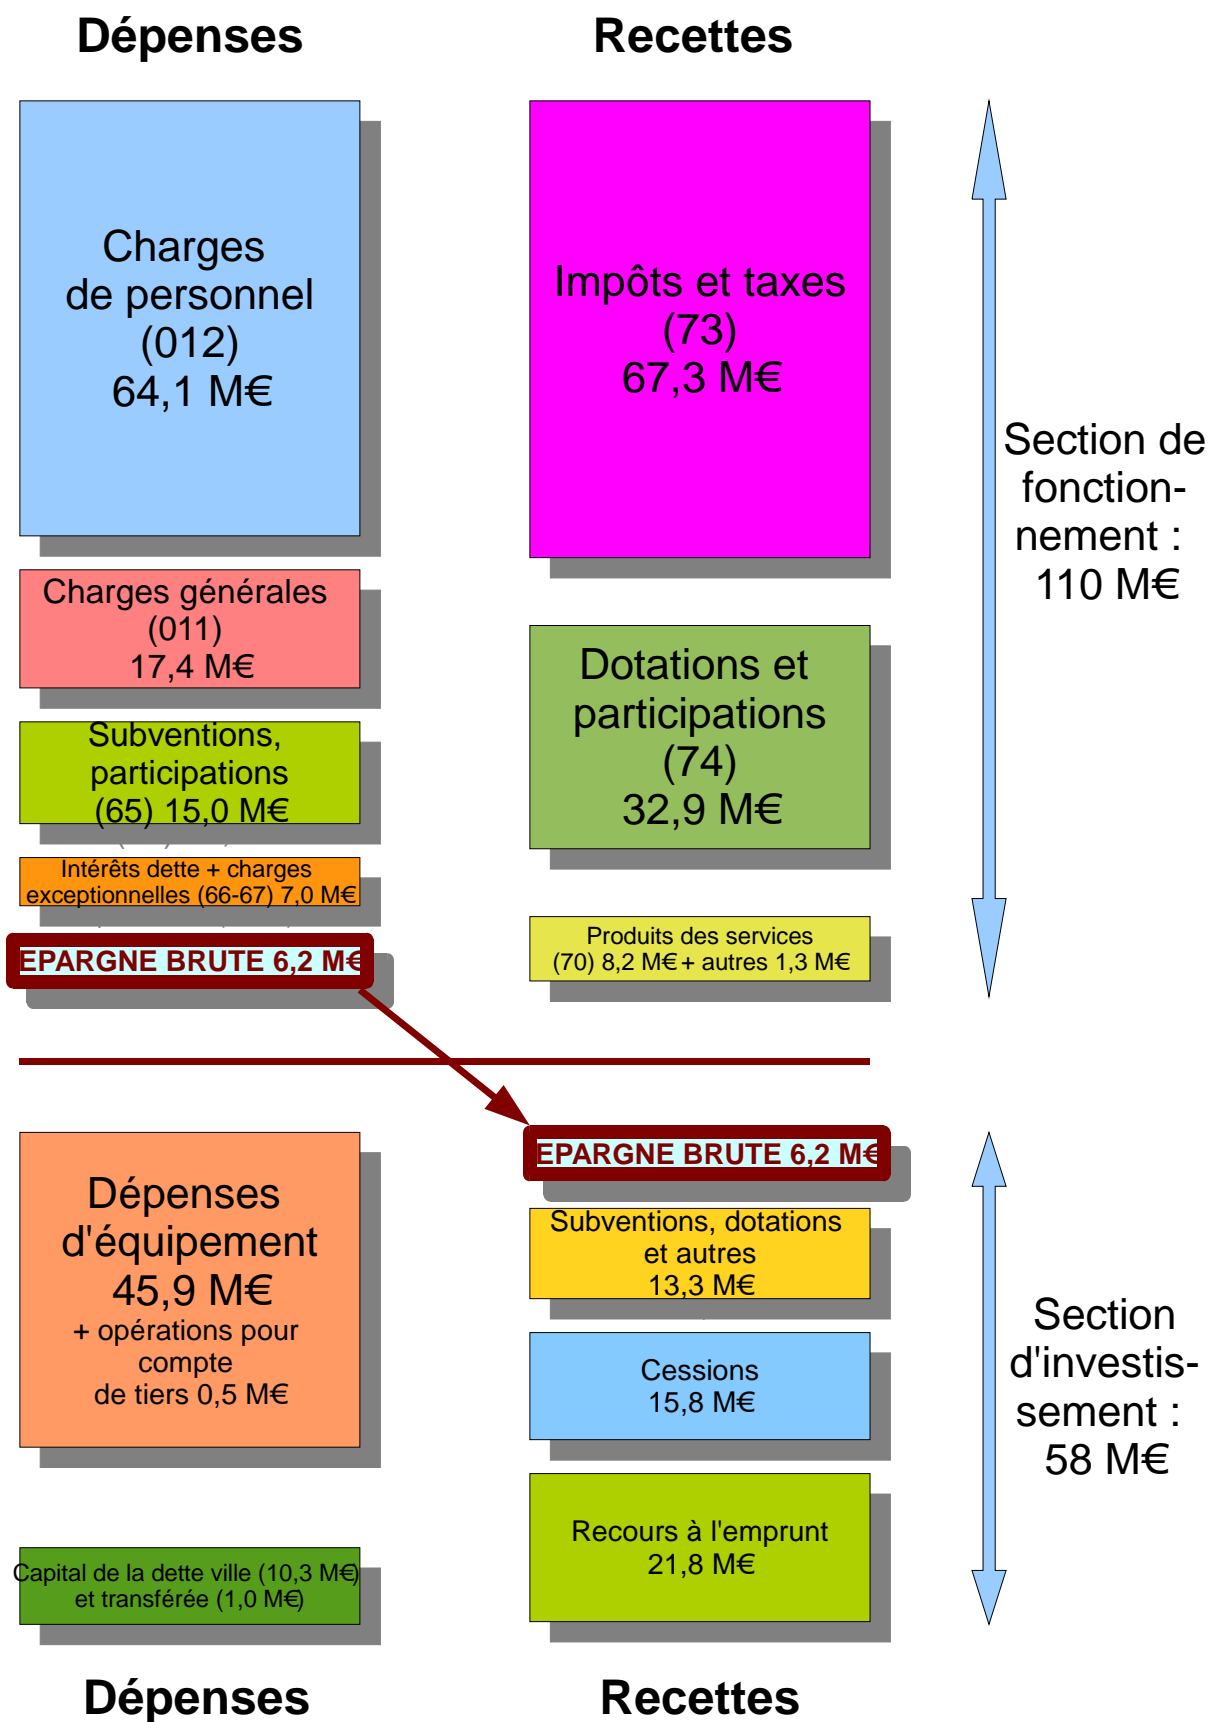 Dépenses
Recettes
Charges
de personnel
(012)
64,1 M€
Impôts et taxes
(73)
67,3 M€
Section de
fonction-
nement :
110 M€
Charges générales
(011)
17,4 M€
Dotations et
participations
(74)
32,9 M€
Subventions,
participations
(65) 15,0 M€
Intérêts dette + charges
exceptionnelles (66-67) 7,0 M€
Produits des services
(70) 8,2 M€ + autres 1,3 M€
EPARGNE BRUTE 6,2 M€
EPARGNE BRUTE 6,2 M€
Dépenses
d'équipement
45,9 M€
+ opérations pour
compte
de tiers 0,5 M€
Subventions, dotations
et autres
13,3 M€
Cessions
15,8 M€
Section
d'investis-
sement :
58 M€
Recours à l'emprunt
21,8 M€
Capital de la dette ville (10,3 M€)
et transférée (1,0 M€)
Dépenses
Recettes